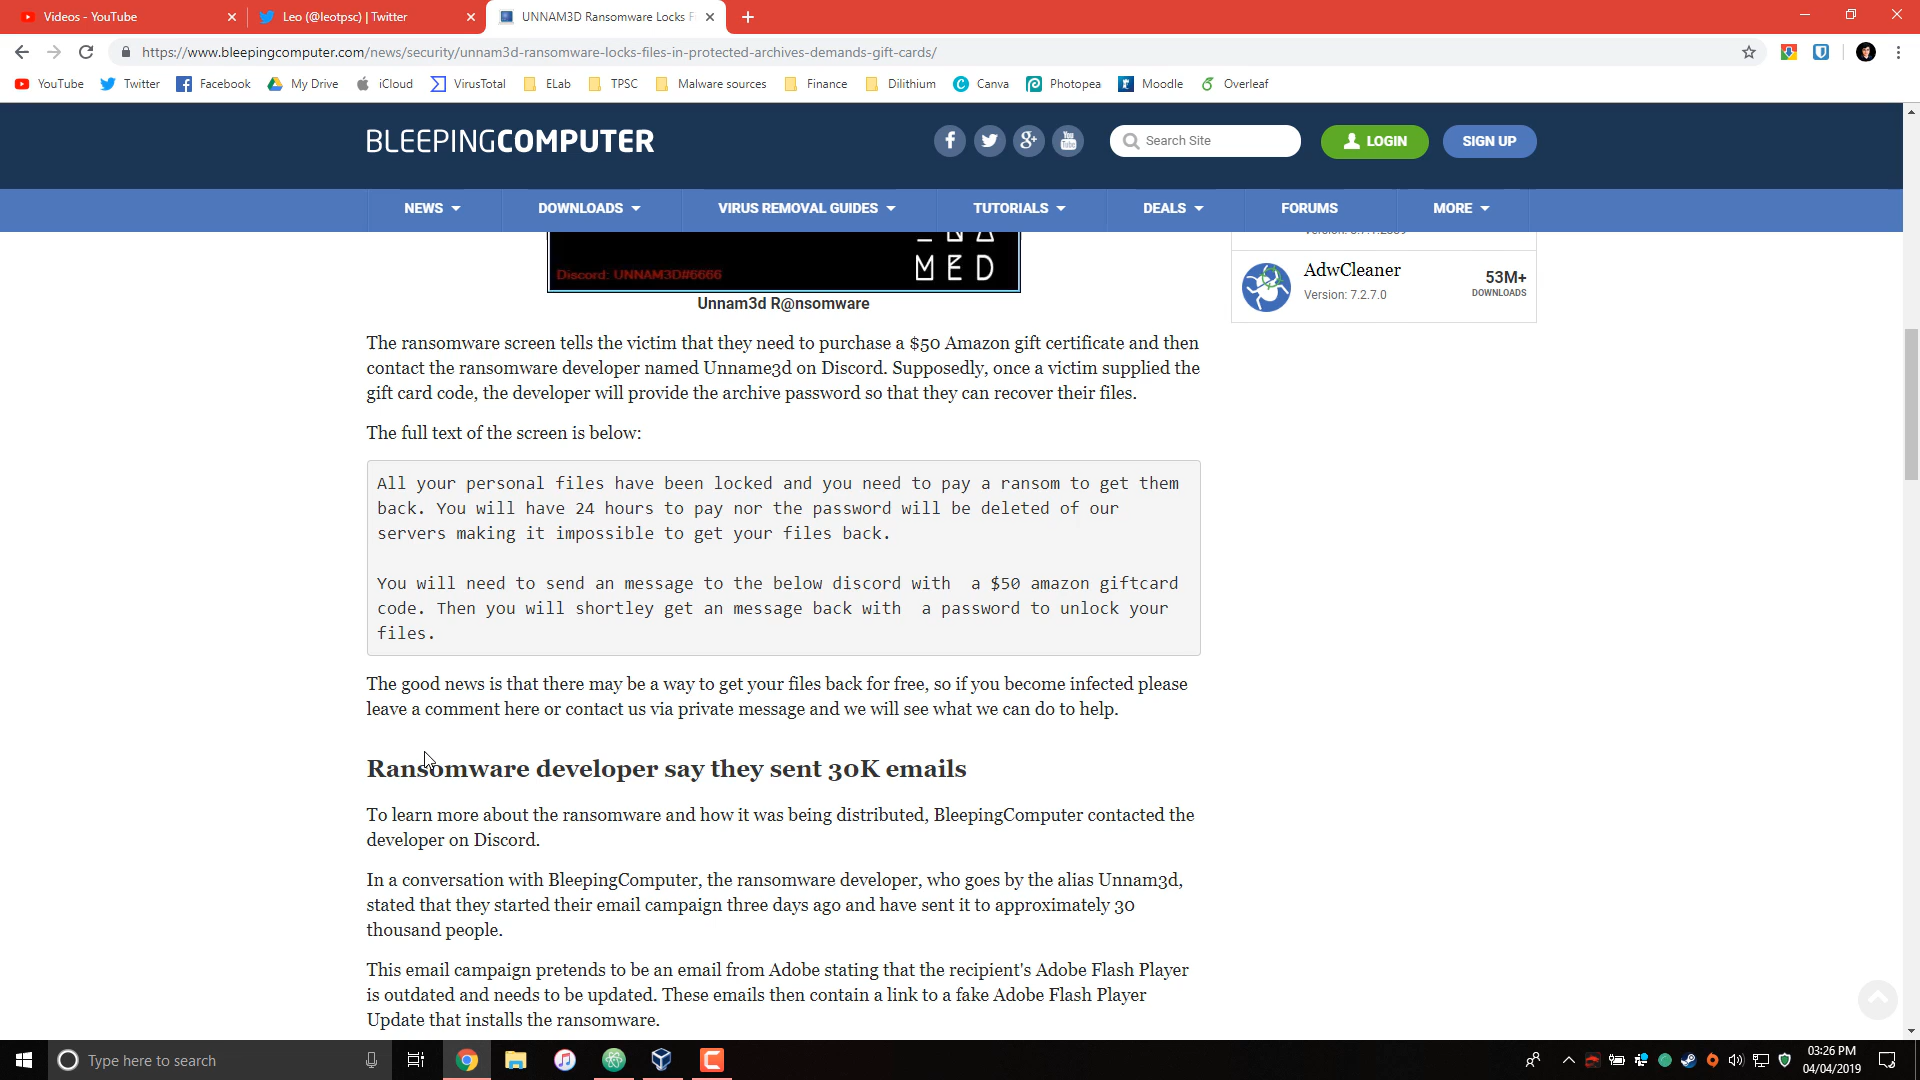 Videos - YouTube
Leo (@leotpsc) | Twitter
UNNAM3D Ransomware Locks F
https://www.bleepingcomputer.com/news/security/unnam3d-ransomware-locks-files-in-protected-archives-demands-gift-cards/
YouTube Twitter Facebook My Drive iCloud VirusTotal ELab TPSC Malware sources Finance Dilithium Canva Photopea Moodle Overleaf
BLEEPINGCOMPUTER
Search Site
LOGIN
SIGN UP
NEWS DOWNLOADS VIRUS REMOVAL GUIDES TUTORIALS DEALS FORUMS MORE
Discord: UNNAM3D#6666
MED
Unnam3d R@nsomware
AdwCleaner
Version: 7.2.7.0
53M+
DOWNLOADS
The ransomware screen tells the victim that they need to purchase a $50 Amazon gift certificate and then
contact the ransomware developer named Unname3d on Discord. Supposedly, once a victim supplied the
gift card code, the developer will provide the archive password so that they can recover their files.
The full text of the screen is below:
All your personal files have been locked and you need to pay a ransom to get them
back. You will have 24 hours to pay nor the password will be deleted of our
servers making it impossible to get your files back.
You will need to send an message to the below discord with  a $50 amazon giftcard
code. Then you will shortley get an message back with  a password to unlock your
files.
The good news is that there may be a way to get your files back for free, so if you become infected please
leave a comment here or contact us via private message and we will see what we can do to help.
Ransomware developer say they sent 30K emails
To learn more about the ransomware and how it was being distributed, BleepingComputer contacted the
developer on Discord.
In a conversation with BleepingComputer, the ransomware developer, who goes by the alias Unnam3d,
stated that they started their email campaign three days ago and have sent it to approximately 30
thousand people.
This email campaign pretends to be an email from Adobe stating that the recipient's Adobe Flash Player
is outdated and needs to be updated. These emails then contain a link to a fake Adobe Flash Player
Update that installs the ransomware.
Type here to search
03:26 PM
04/04/2019